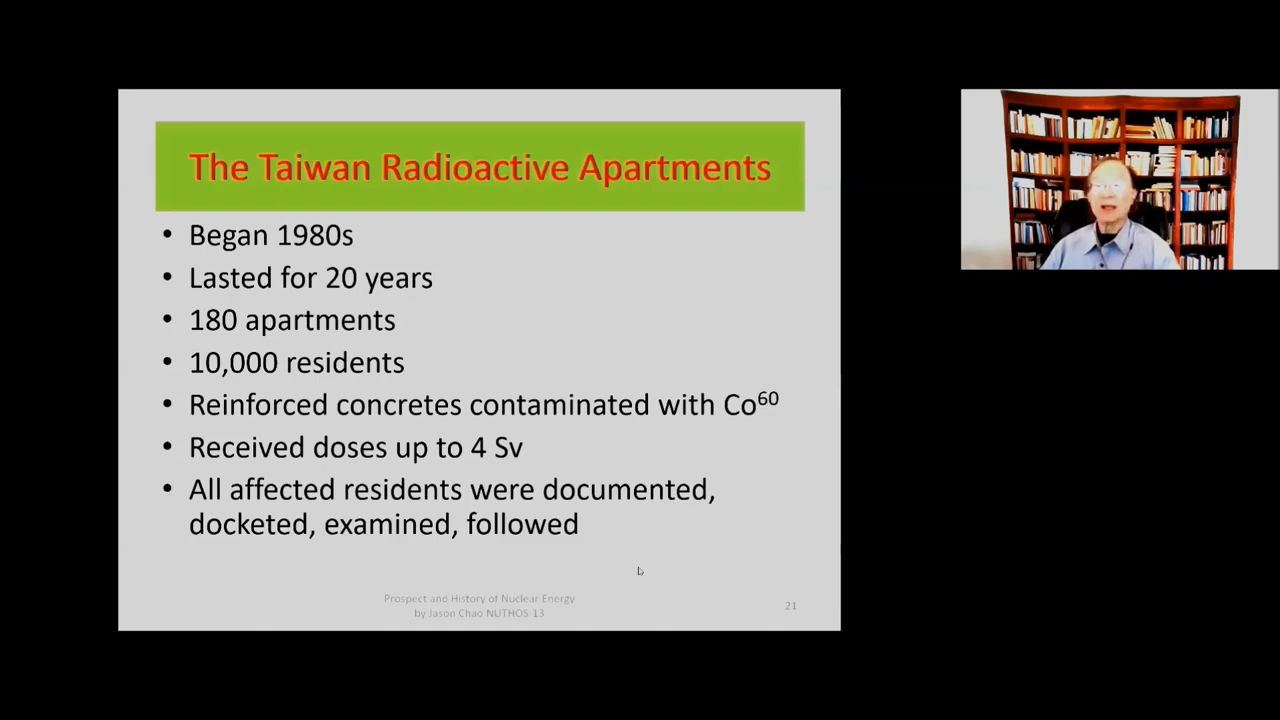 The Taiwan Radioactive Apartments
• Began 1980s
• Lasted for 20 years
• 180 apartments
• 10,000 residents
• Reinforced concretes contaminated with Co⁶⁰
• Received doses up to 4 Sv
• All affected residents were documented,
docketed, examined, followed
Prospect and History of Nuclear Energy
by Jason Chao NUTHOS 13
21